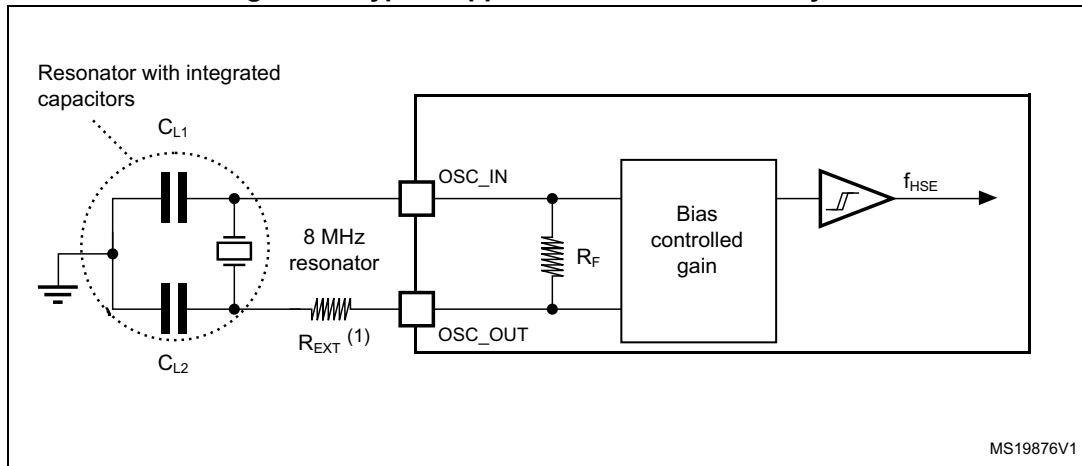 Resonator with integrated
capacitors
C_L1
OSC_IN
f_HSE
8 MHz
resonator
R_F
Bias
controlled
gain
R_EXT (1)
OSC_OUT
C_L2
MS19876V1